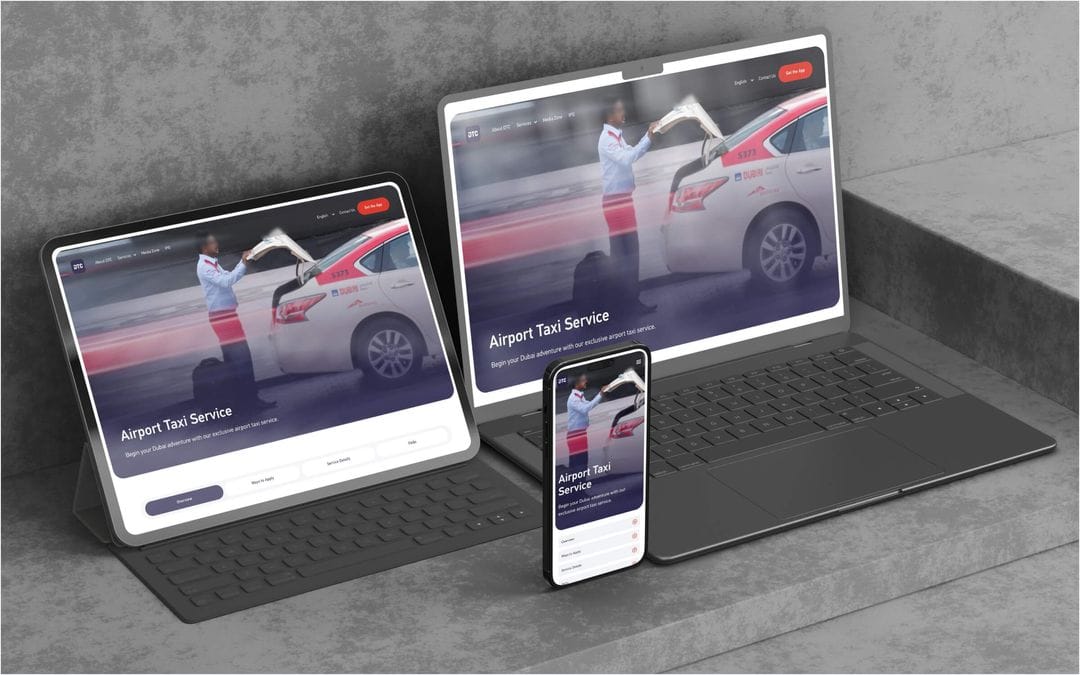 DTC
About DTC Services Media Zone IPO
English Contact Us Get the App
S373
DUBAI
Airport Taxi Service
Begin your Dubai adventure with our exclusive airport taxi service.
Overview Ways to Apply Service Details FAQs
DTC
About DTC Services Media Zone IPO
English Contact Us Get the App
S373
DUBAI
Airport Taxi Service
Begin your Dubai adventure with our exclusive airport taxi service.
DTC
Airport Taxi
Service
Begin your Dubai adventure with our
exclusive airport taxi service.
Overview
Ways to Apply
Service Details